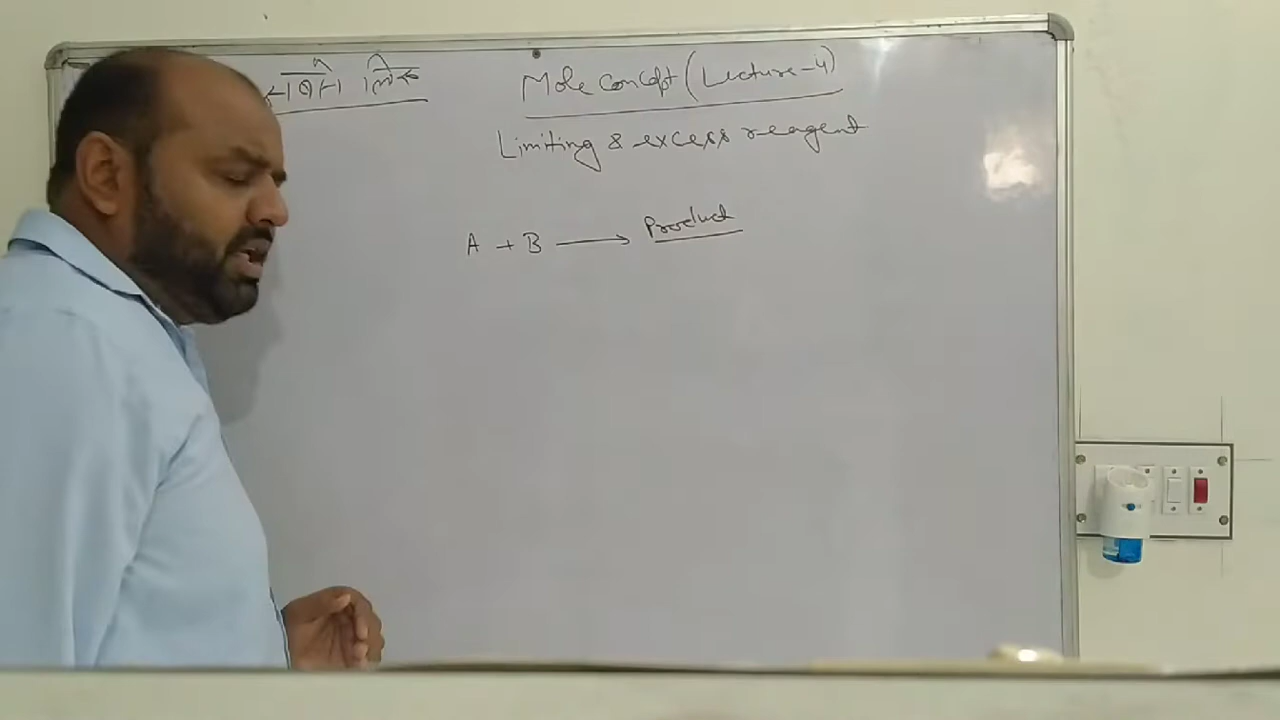 Mole concept (Lecture-4)
Limiting & excess reagent
A + B ⟶ Product